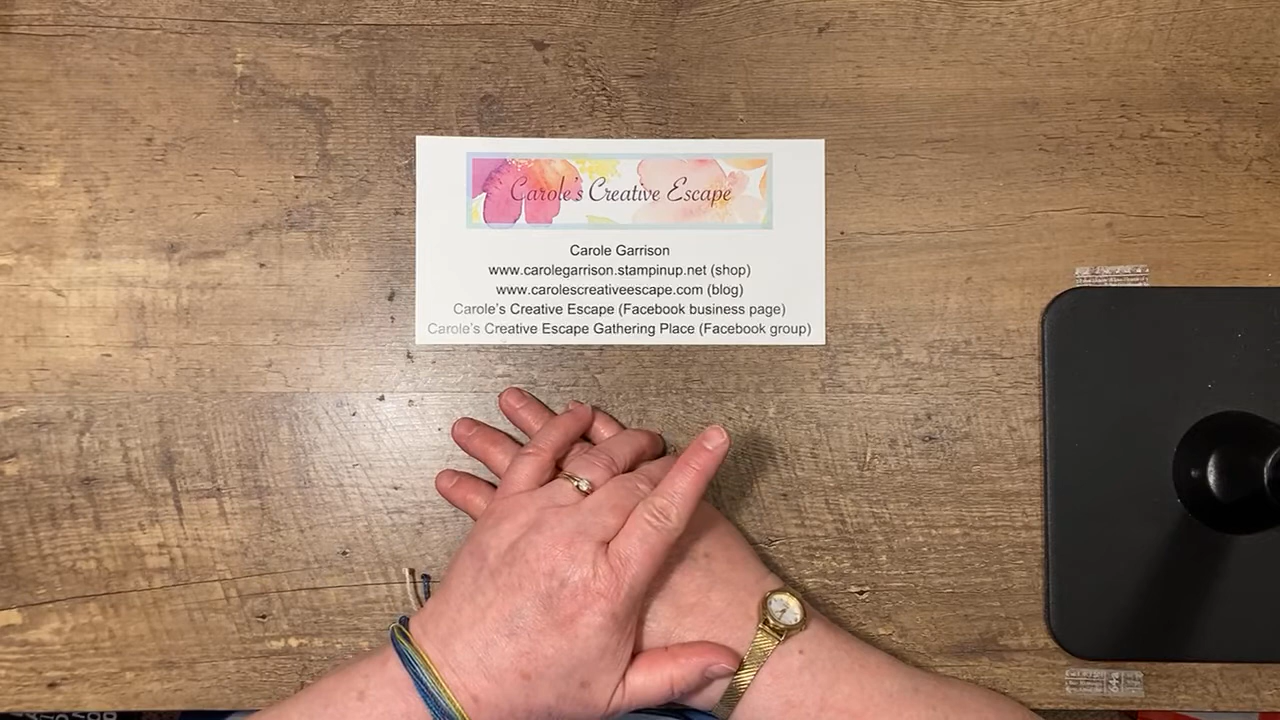 Carole's Creative Escape
Carole Garrison
www.carolegarrison.stampinup.net (shop)
www.carolescreativeescape.com (blog)
Carole's Creative Escape (Facebook business page)
Carole's Creative Escape Gathering Place (Facebook group)